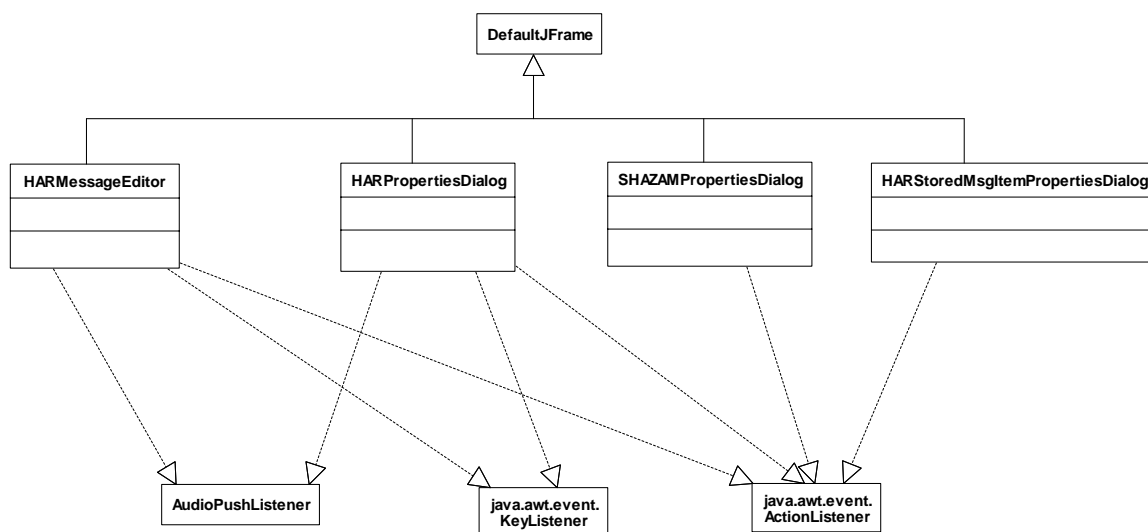 DefaultJFrame
HARMessageEditor
HARPropertiesDialog
SHAZAMPropertiesDialog
HARStoredMsgItemPropertiesDialog
AudioPushListener
java.awt.event.
KeyListener
java.awt.event.
ActionListener